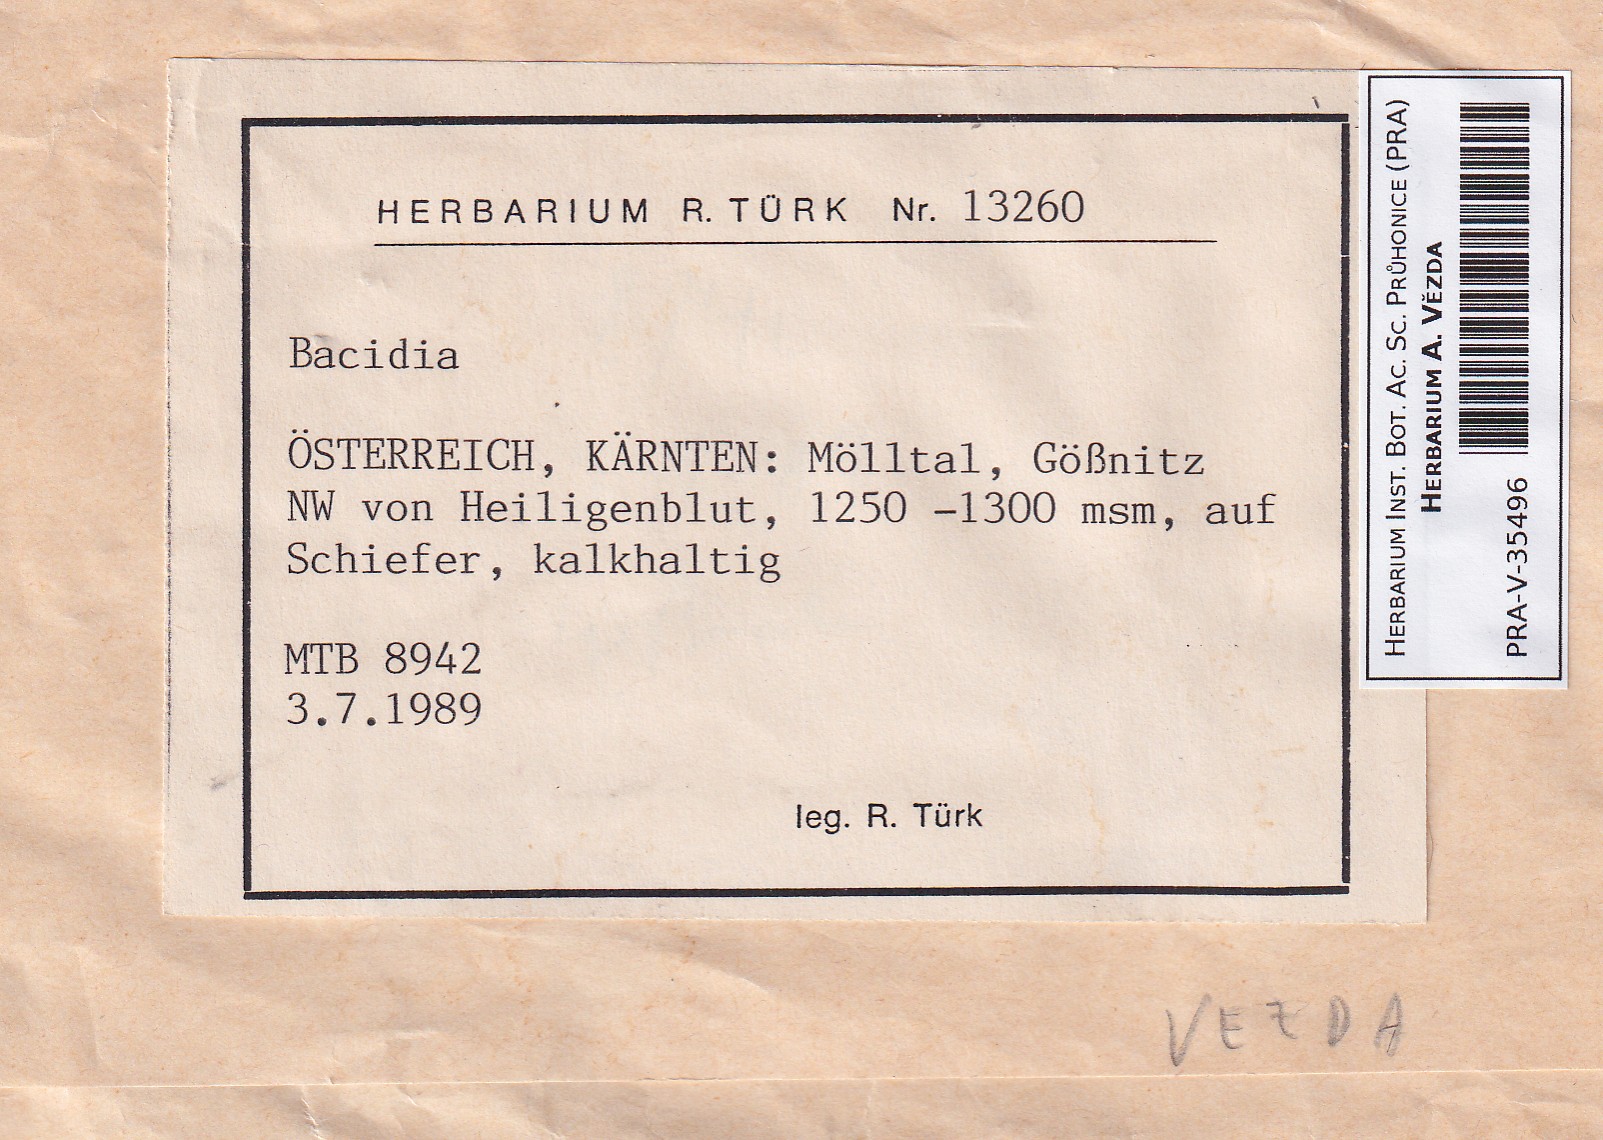 HERBARIUM R. TÜRK Nr. 13260
Bacidia
ÖSTERREICH, KÄRNTEN: Mölltal, Gößnitz
NW von Heiligenblut, 1250 -1300 msm, auf
Schiefer, kalkhaltig
MTB 8942
3.7.1989
leg. R. Türk
HERBARIUM INST. BOT. AC. SC. PRŮHONICE (PRA)
HERBARIUM A. VĚZDA
PRA-V-35496
VEZDA